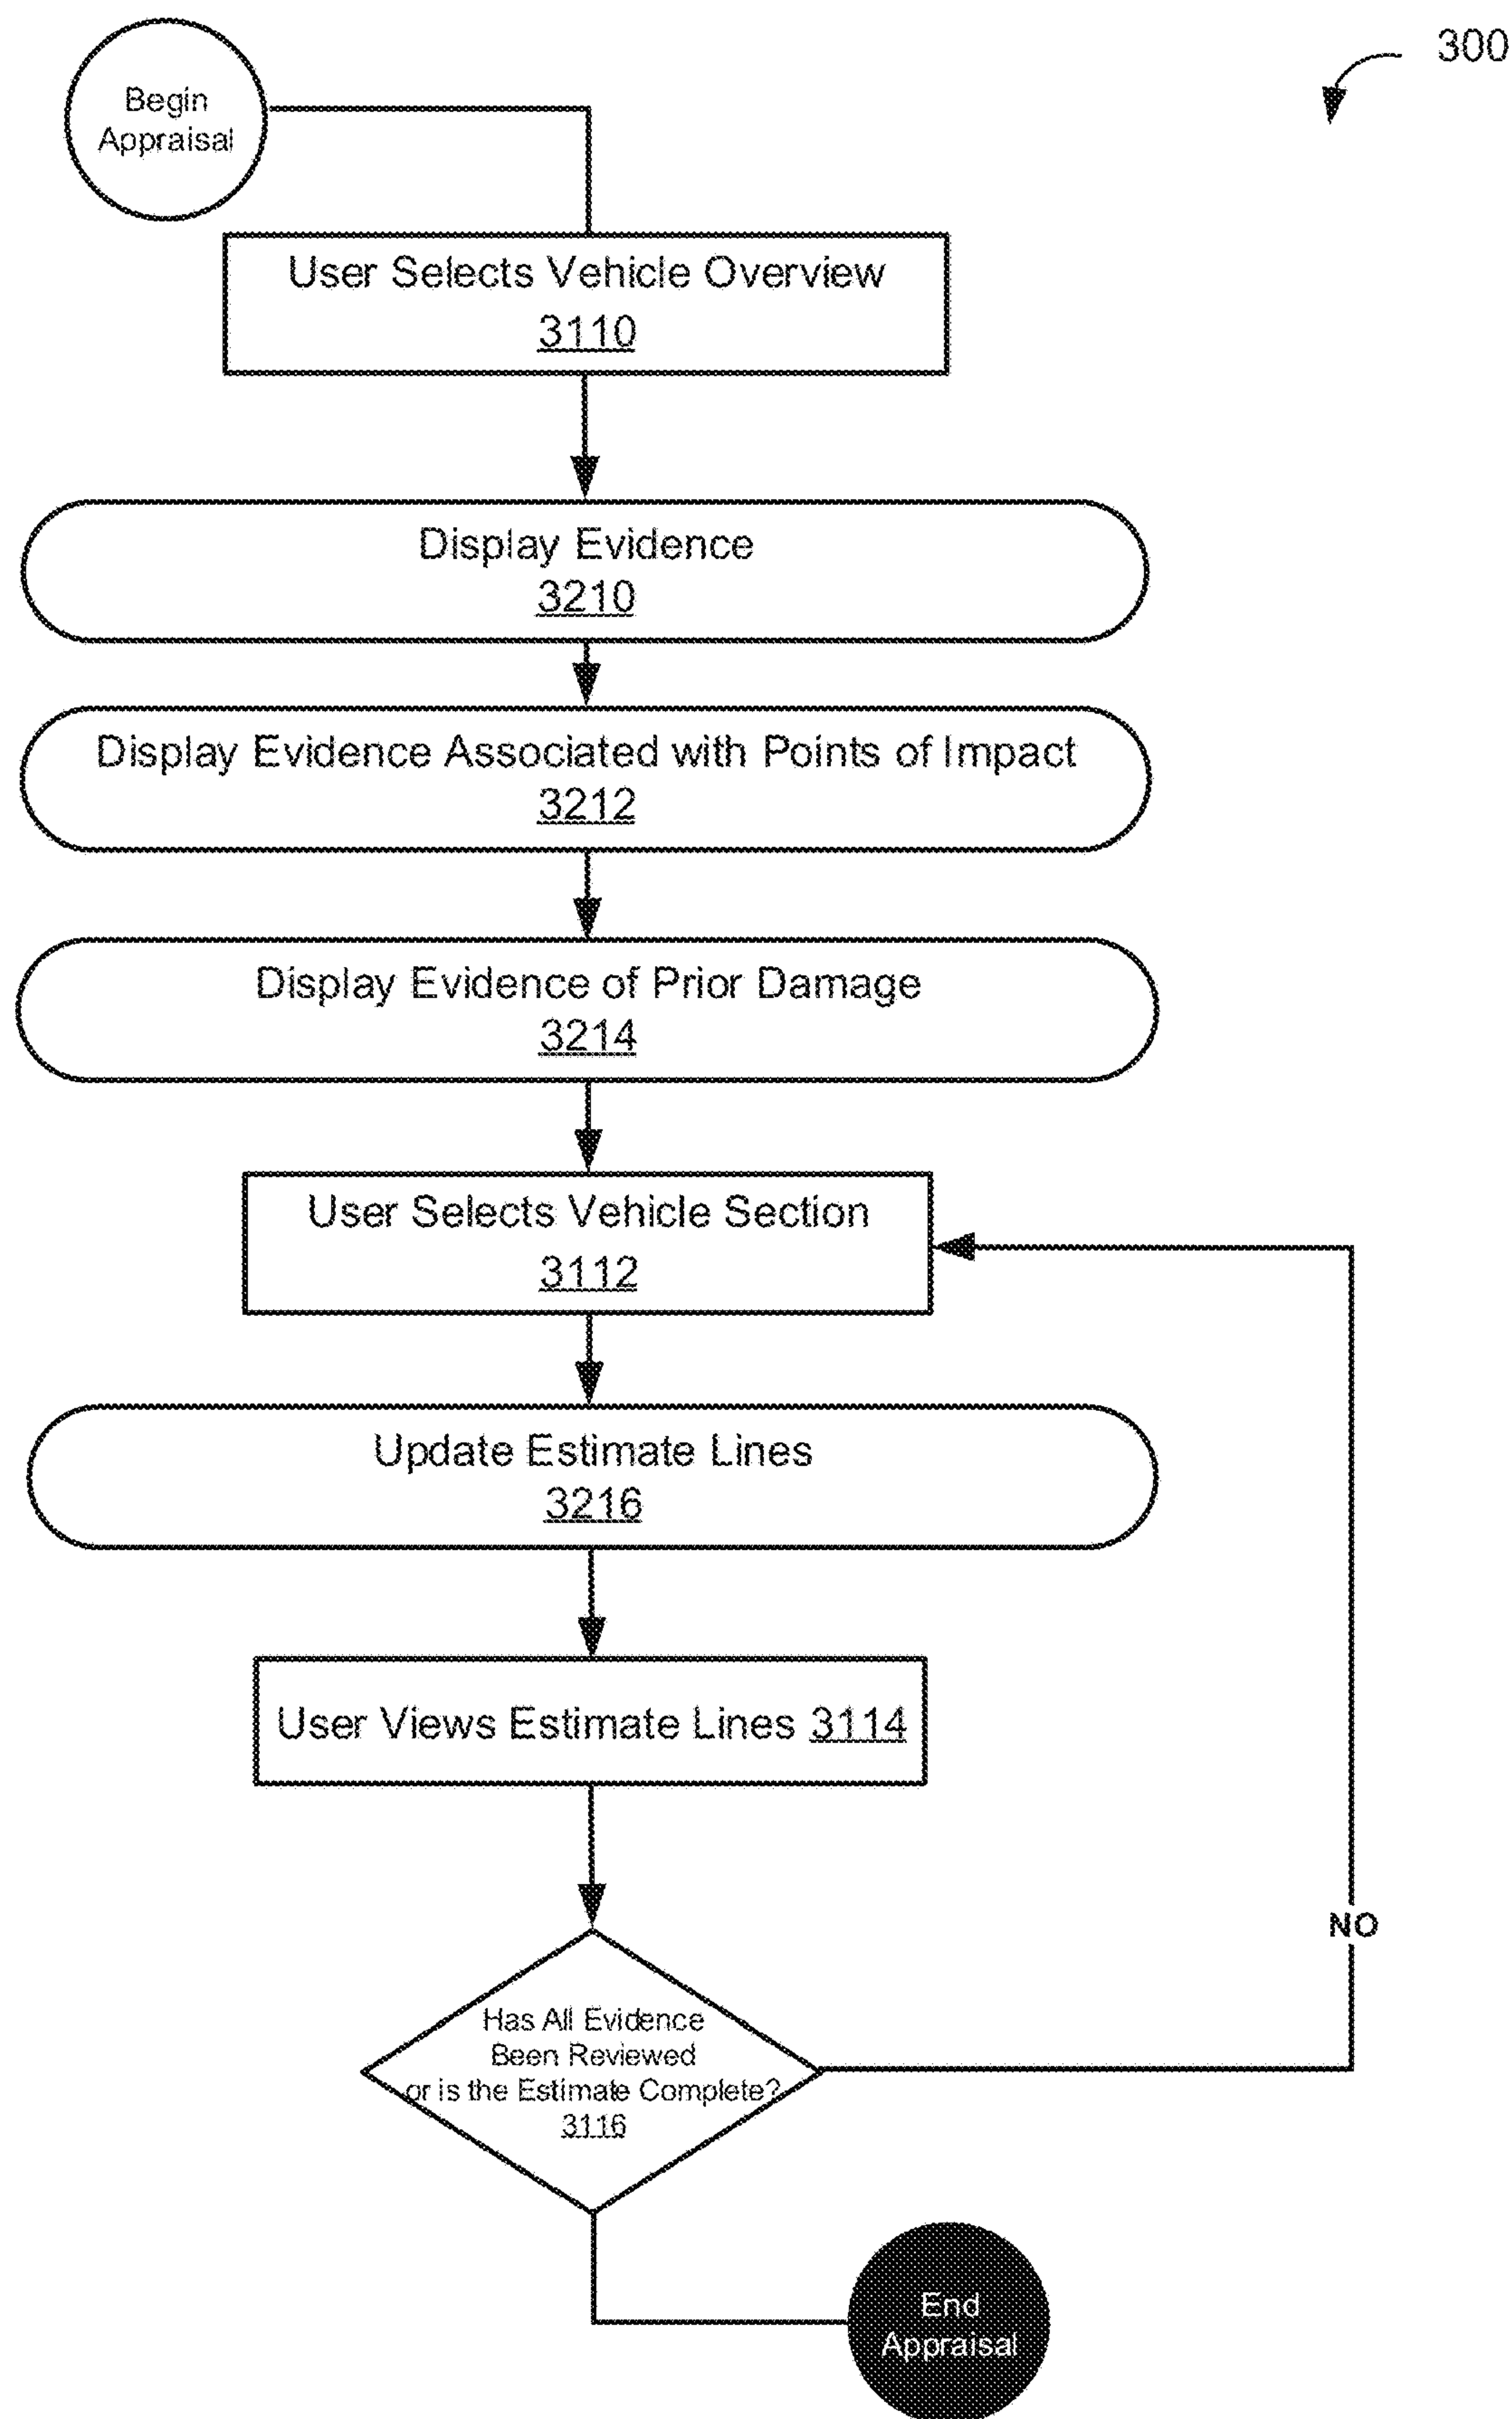 300
Begin
Appraisal
User Selects Vehicle Overview
3110
Display Evidence
3210
Display Evidence Associated with Points of Impact
3212
Display Evidence of Prior Damage
3214
User Selects Vehicle Section
3112
Update Estimate Lines
3216
User Views Estimate Lines 3114
NO
Has All Evidence
Been Reviewed
or is the Estimate Complete?
3116
End
Appraisal